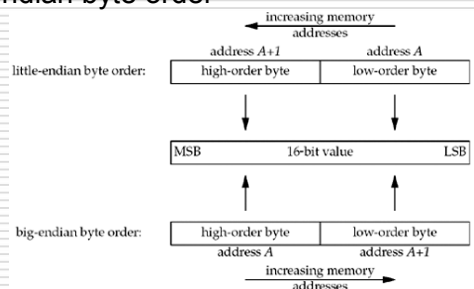 ndian byte order
increasing memory
addresses
address A+1 address A
little-endian byte order: high-order byte low-order byte
MSB 16-bit value LSB
big-endian byte order: high-order byte low-order byte
address A address A+1
increasing memory
addresses